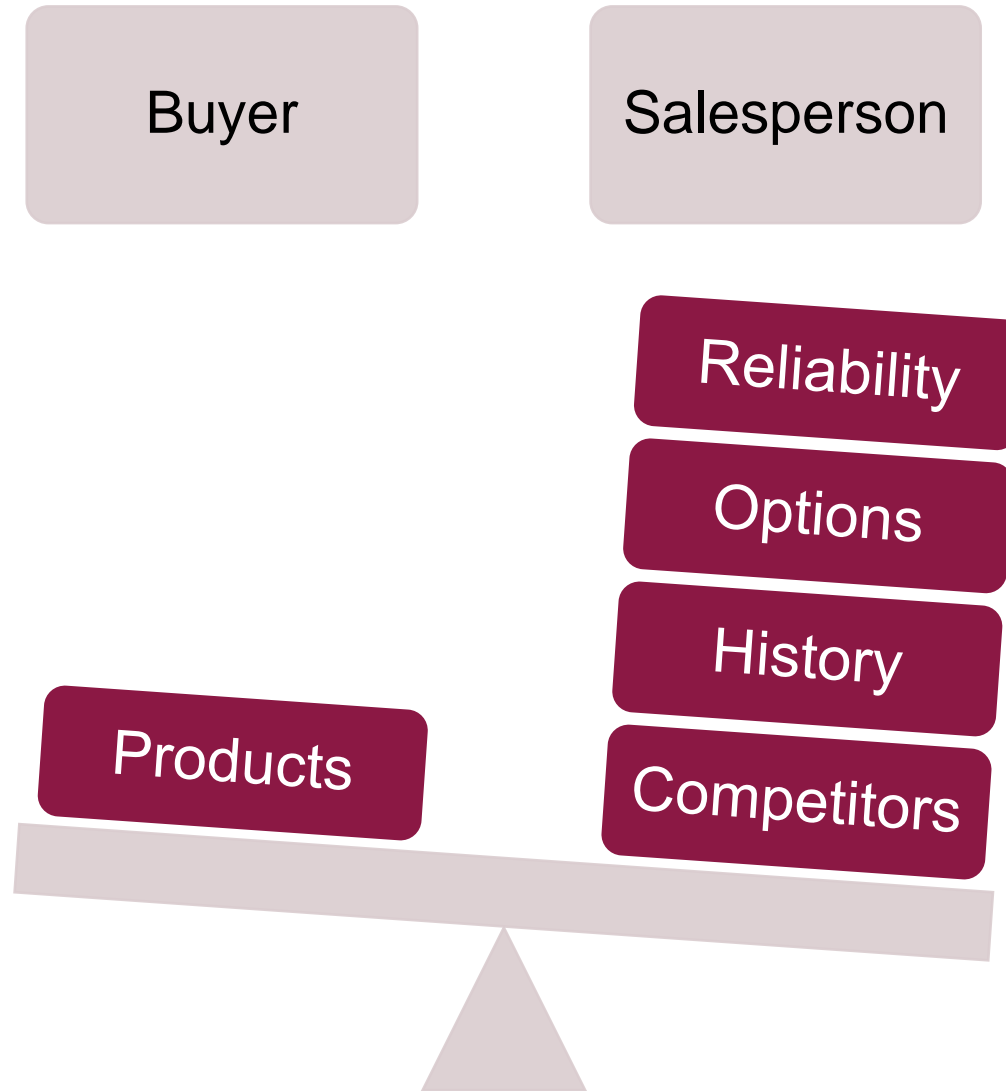 Buyer
Salesperson
Reliability
Options
History
Products
Competitors